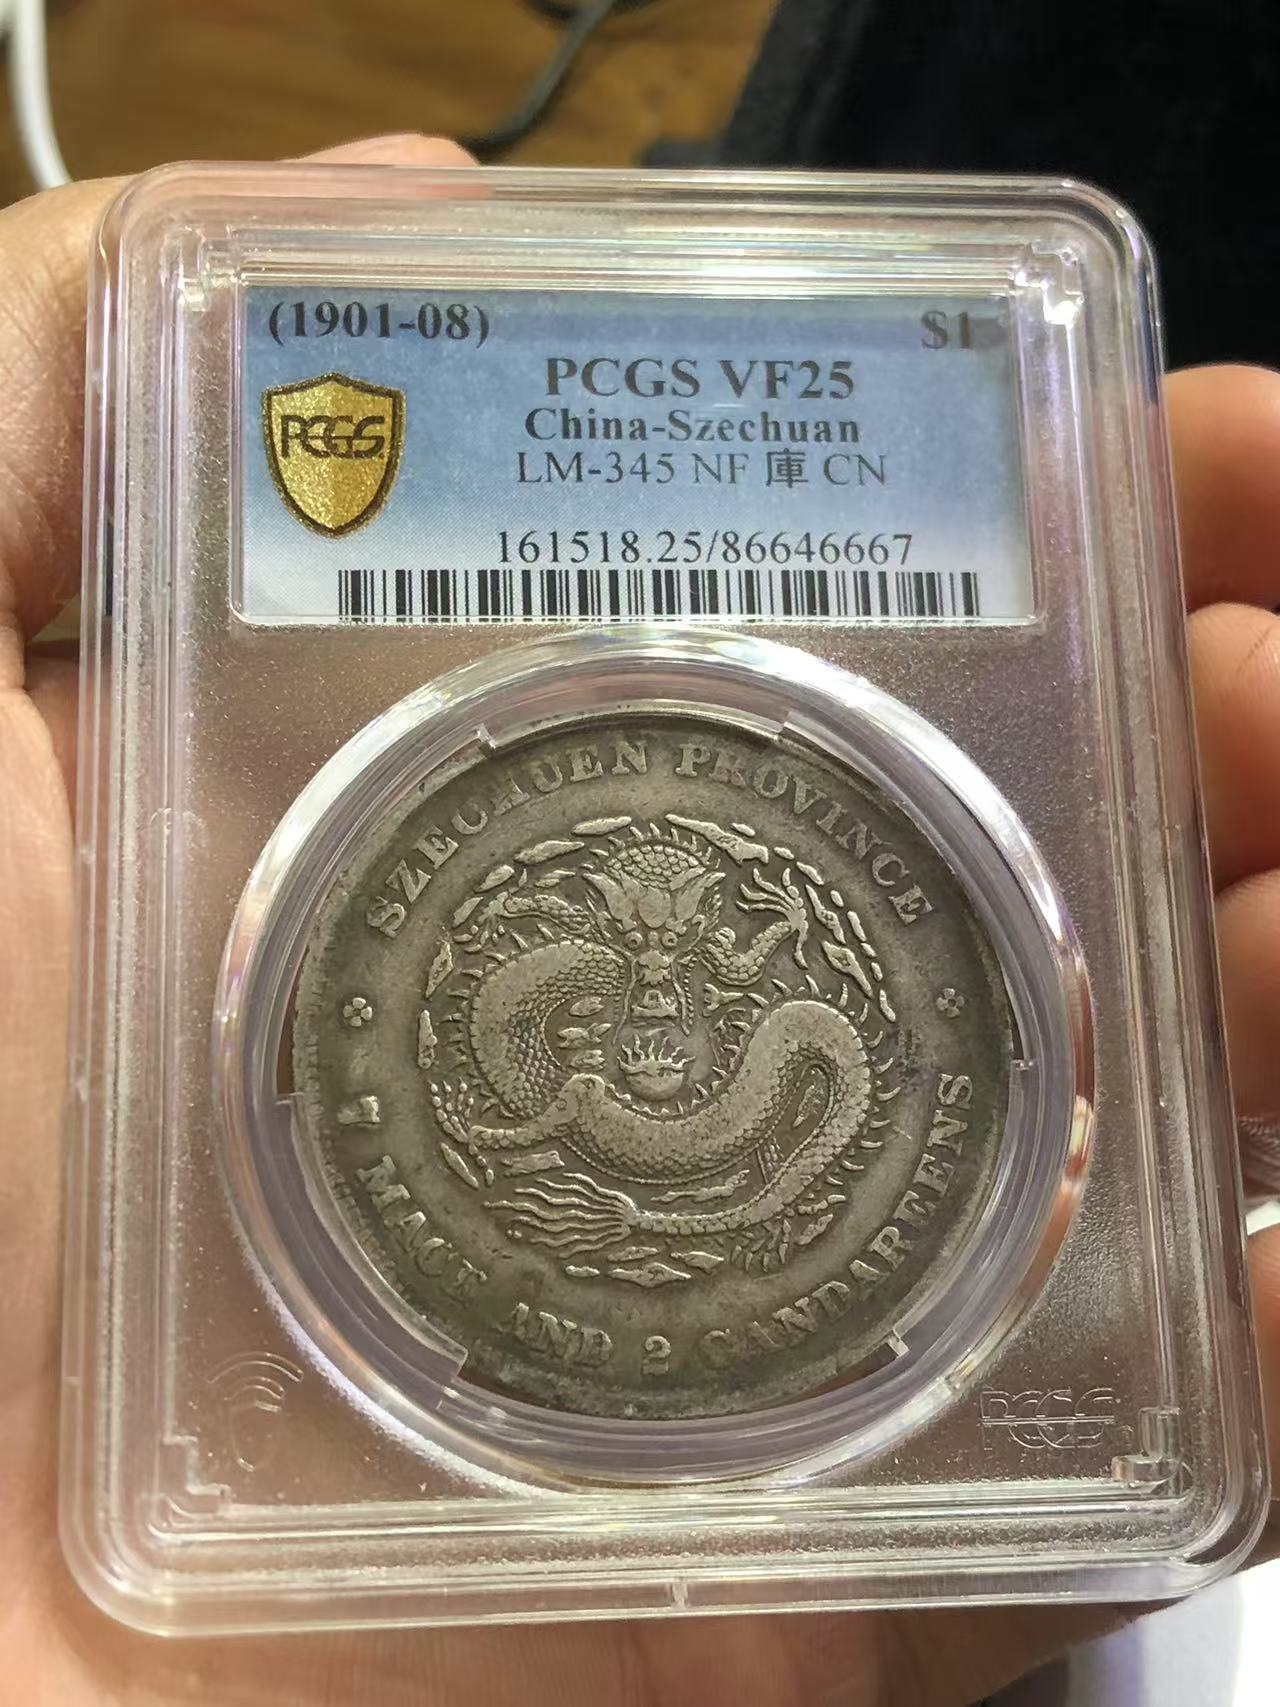 (1901-08) $1
PCGS VF25
China-Szechuan
LM-345 NF 庫 CN
PCGS
161518.25/86646667
SZECHUEN PROVINCE
7 MACE AND 2 CANDAREENS
PCGS